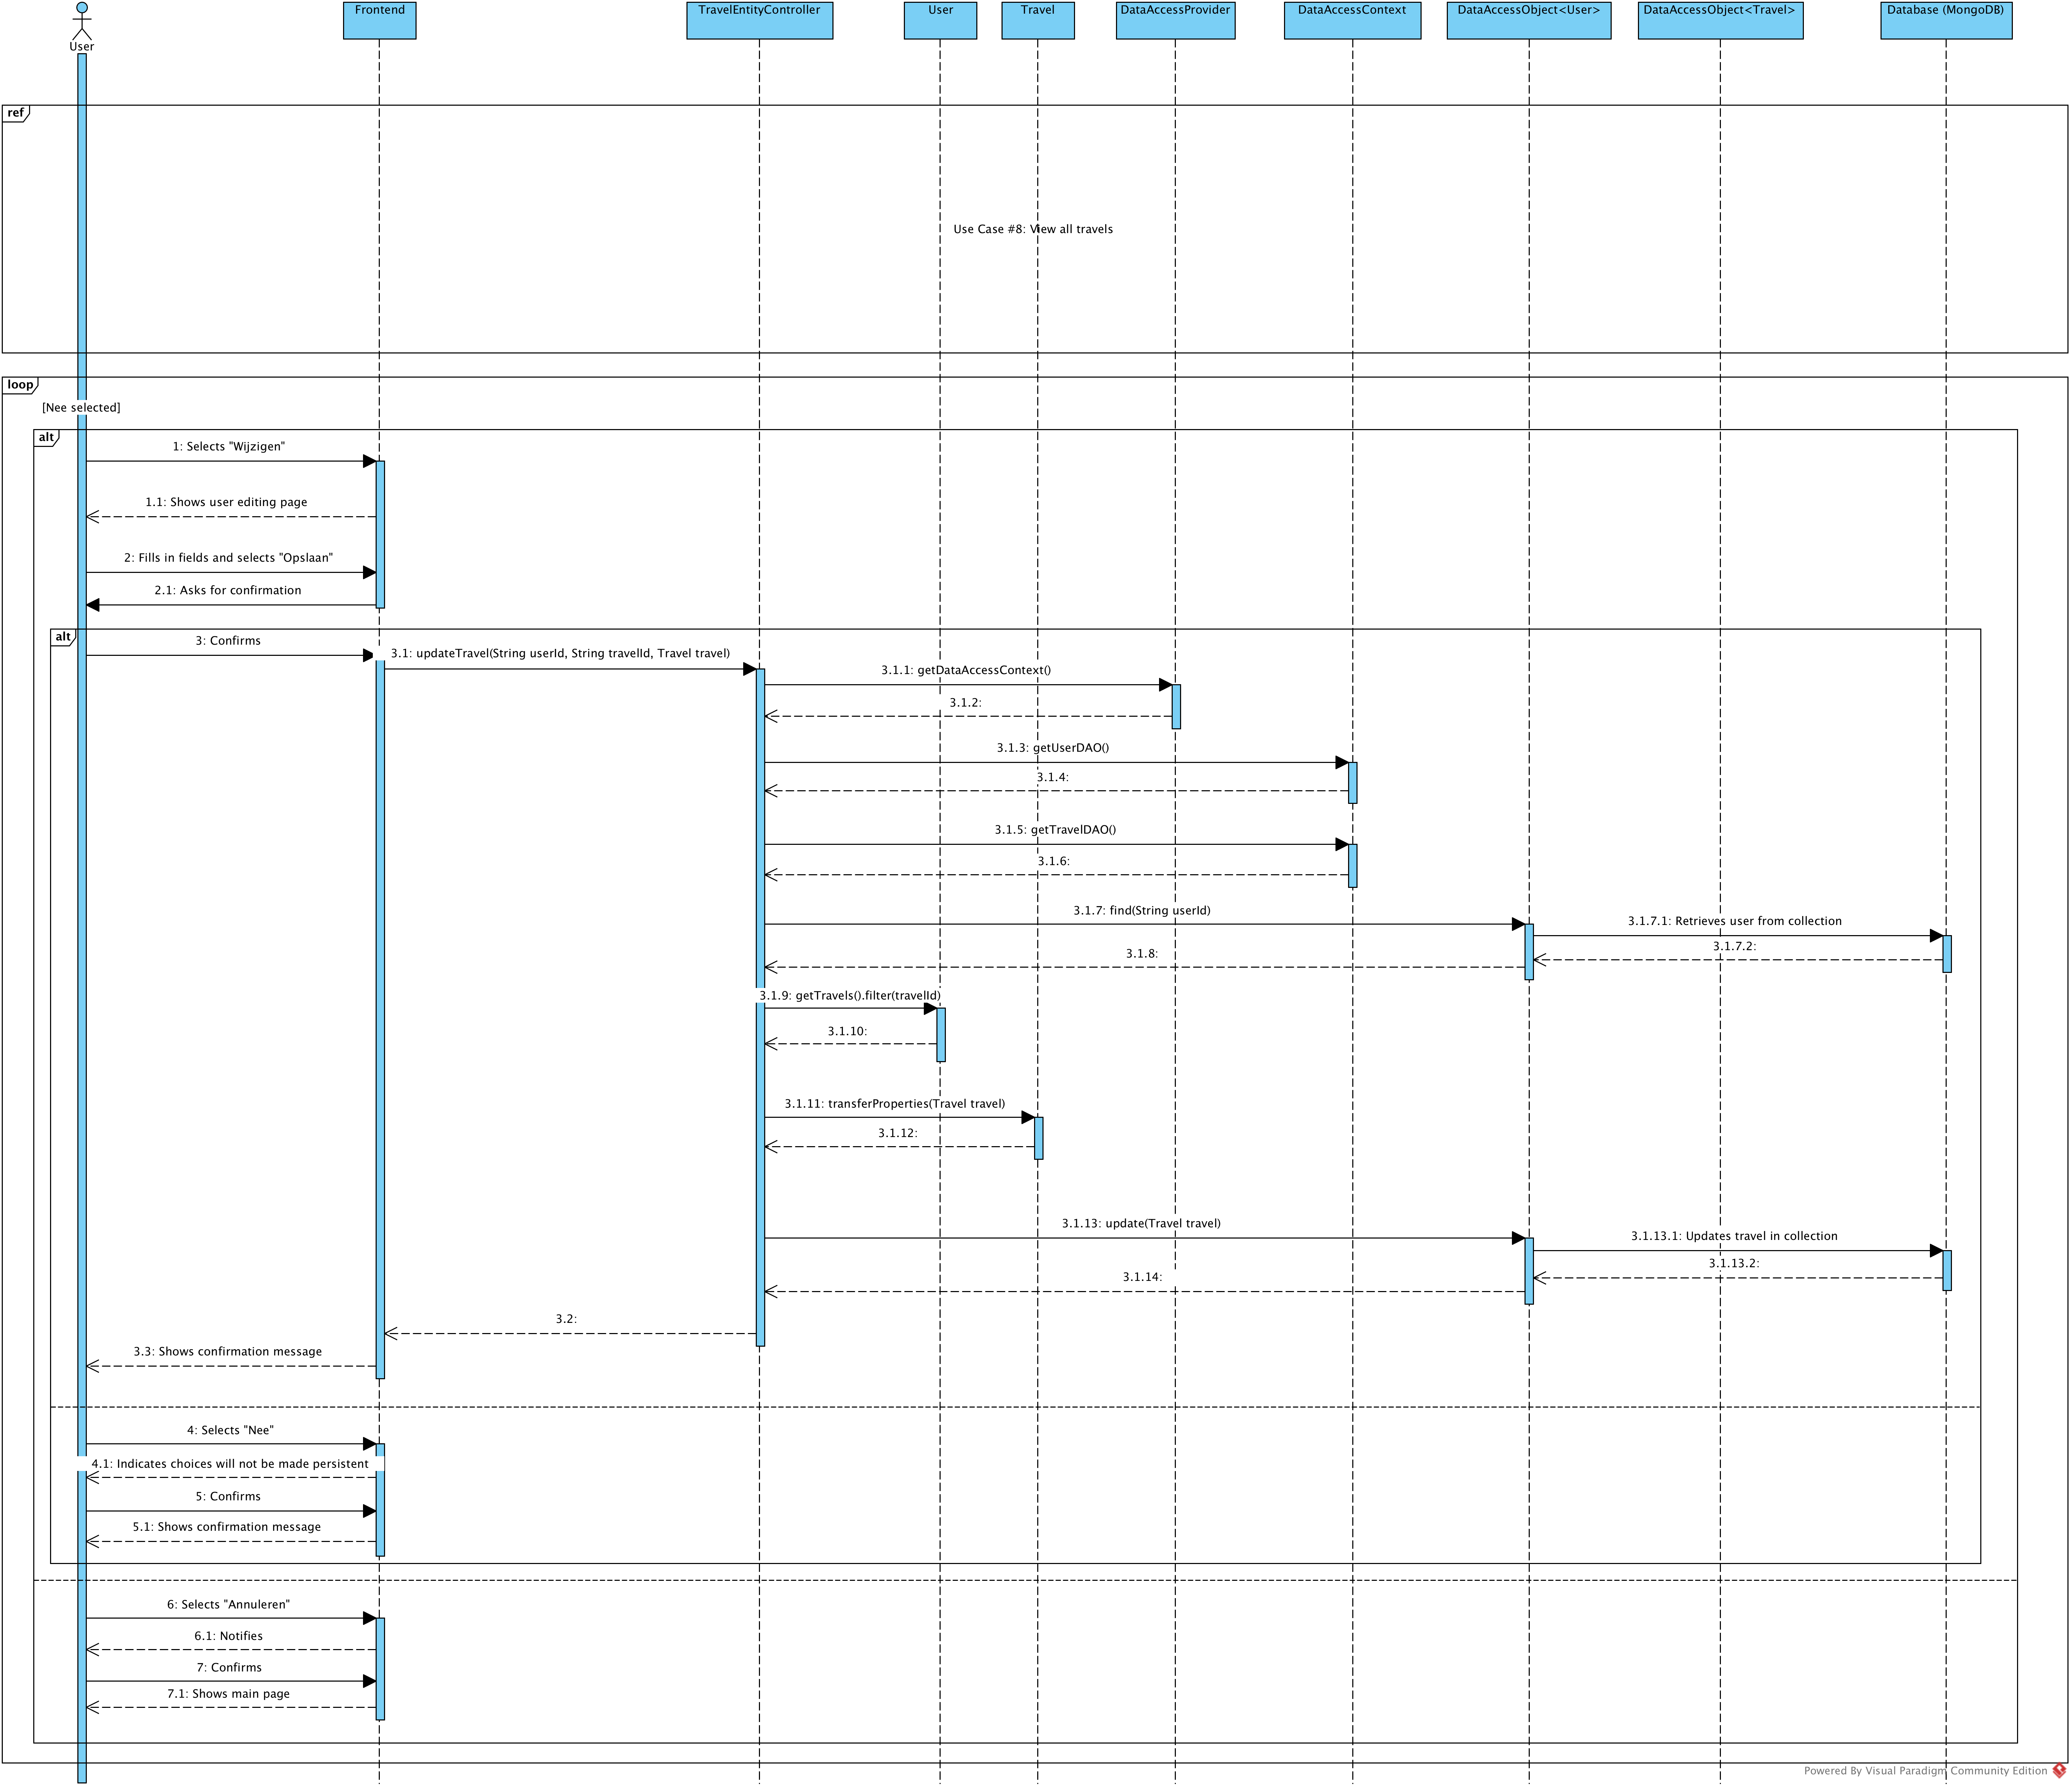 User
Frontend
TravelEntityController
User
Travel
DataAccessProvider
DataAccessContext
DataAccessObject<User>
DataAccessObject<Travel>
Database (MongoDB)
ref
Use Case #8: View all travels
loop
[Nee selected]
alt
1: Selects "Wijzigen"
1.1: Shows user editing page
2: Fills in fields and selects "Opslaan"
2.1: Asks for confirmation
alt
3: Confirms
3.1: updateTravel(String userId, String travelId, Travel travel)
3.1.1: getDataAccessContext()
3.1.2:
3.1.3: getUserDAO()
3.1.4:
3.1.5: getTravelDAO()
3.1.6:
3.1.7: find(String userId)
3.1.7.1: Retrieves user from collection
3.1.7.2:
3.1.8:
3.1.9: getTravels().filter(travelId)
3.1.10:
3.1.11: transferProperties(Travel travel)
3.1.12:
3.1.13: update(Travel travel)
3.1.13.1: Updates travel in collection
3.1.13.2:
3.1.14:
3.2:
3.3: Shows confirmation message
4: Selects "Nee"
4.1: Indicates choices will not be made persistent
5: Confirms
5.1: Shows confirmation message
6: Selects "Annuleren"
6.1: Notifies
7: Confirms
7.1: Shows main page
Powered By Visual Paradigm Community Edition